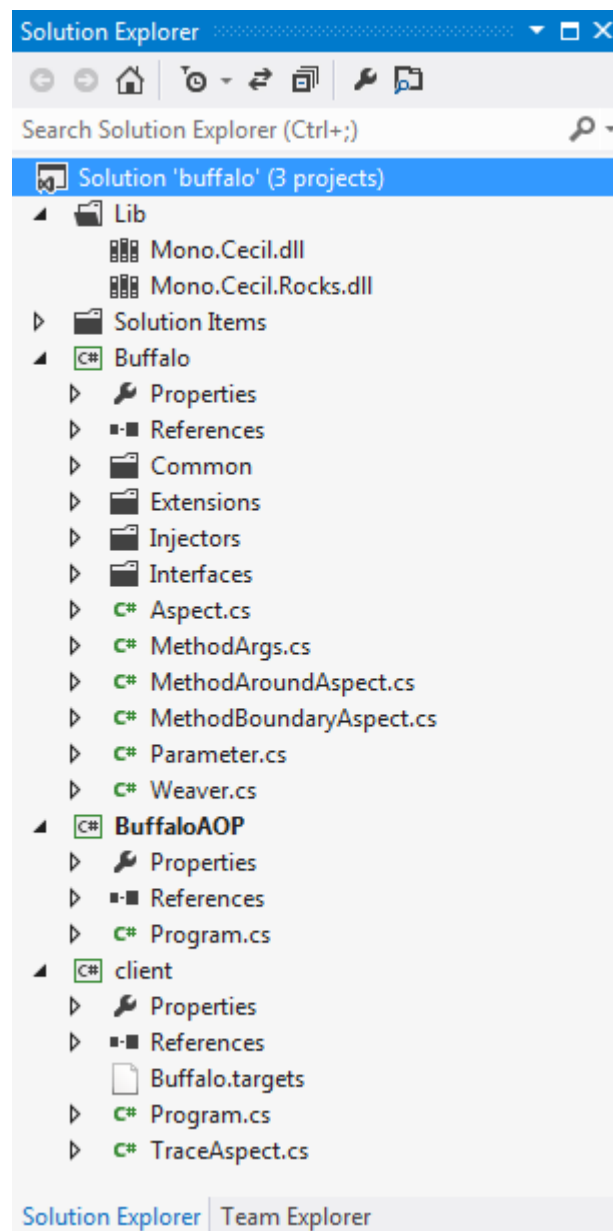 Solution Explorer
Search Solution Explorer (Ctrl+;)
Solution 'buffalo' (3 projects)
Lib
Mono.Cecil.dll
Mono.Cecil.Rocks.dll
Solution Items
C# Buffalo
Properties
References
Common
Extensions
Injectors
Interfaces
C# Aspect.cs
C# MethodArgs.cs
C# MethodAroundAspect.cs
C# MethodBoundaryAspect.cs
C# Parameter.cs
C# Weaver.cs
C# BuffaloAOP
Properties
References
C# Program.cs
C# client
Properties
References
Buffalo.targets
C# Program.cs
C# TraceAspect.cs
Solution Explorer Team Explorer